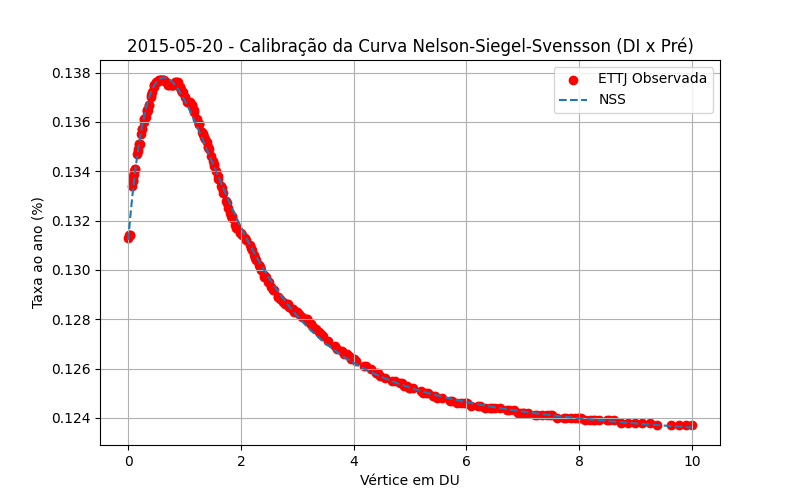 2015-05-20 - Calibração da Curva Nelson-Siegel-Svensson (DI x Pré)
ETTJ Observada
NSS
Taxa ao ano (%)
0.138
0.136
0.134
0.132
0.130
0.128
0.126
0.124
0 2 4 6 8 10
Vértice em DU